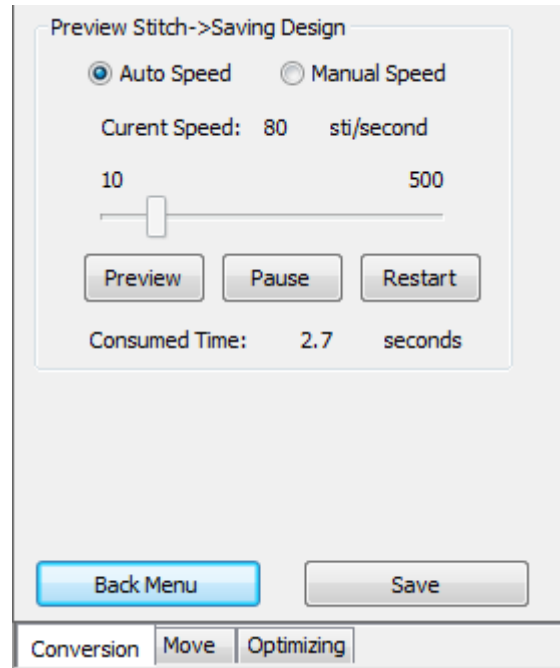 Preview Stitch->Saving Design
Auto Speed Manual Speed
Curent Speed: 80 sti/second
10 500
Preview Pause Restart
Consumed Time: 2.7 seconds
Back Menu Save
Conversion Move Optimizing